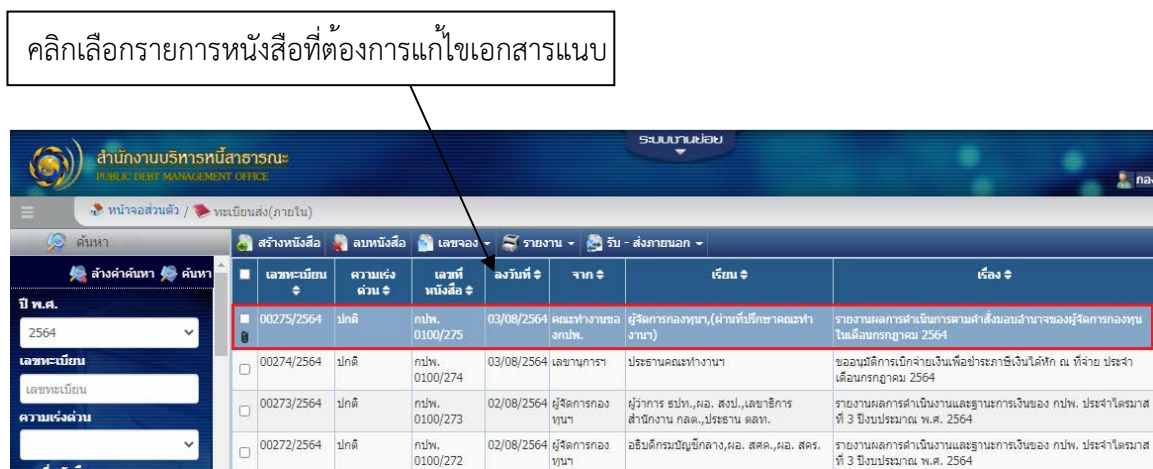 คลิกเลือกรายการหนังสือที่ต้องการแก้ไขเอกสารแนบ
ระบบงานย่อย
สำนักงานบริหารหนี้สาธารณะ
PUBLIC DEBT MANAGEMENT OFFICE
กอง
หน้าจอส่วนตัว / ทะเบียนส่ง(ภายใน)
ค้นหา
สร้างหนังสือ ลบหนังสือ เลขจอง รายงาน รับ - ส่งภายนอก
ล้างคำค้นหา ค้นหา
เลขทะเบียน ความเร่งด่วน เลขที่หนังสือ ลงวันที่ จาก เรียน เรื่อง
ปี พ.ศ.
2564
เลขทะเบียน
เลขทะเบียน
ความเร่งด่วน
00275/2564 ปกติ กปพ. 03/08/2564 คณะทำงานขอ ผู้จัดการกองทุนฯ,(ผ่านที่ปรึกษาคณะทำ รายงานผลการดำเนินการตามคำสั่งมอบอำนาจของผู้จัดการกองทุน
0100/275 งกปพ. งานฯ) ในเดือนกรกฎาคม 2564
00274/2564 ปกติ กปพ. 03/08/2564 เลขานุการฯ ประธานคณะทำงานฯ ขออนุมัติการเบิกจ่ายเงินเพื่อชำระภาษีเงินได้หัก ณ ที่จ่าย ประจำ
0100/274 เดือนกรกฎาคม 2564
00273/2564 ปกติ กปพ. 02/08/2564 ผู้จัดการกอง ผู้ว่าการ ธปท.,ผอ. สงป.,เลขาธิการ รายงานผลการดำเนินงานและฐานะการเงินของ กปพ. ประจำไตรมาส
0100/273 ทุนฯ สำนักงาน กลต.,ประธาน ตลท. ที่ 3 ปีงบประมาณ พ.ศ. 2564
00272/2564 ปกติ กปพ. 02/08/2564 ผู้จัดการกอง อธิบดีกรมบัญชีกลาง,ผอ. สศค.,ผอ. สคร. รายงานผลการดำเนินงานและฐานะการเงินของ กปพ. ประจำไตรมาส
0100/272 ทุนฯ ที่ 3 ปีงบประมาณ พ.ศ. 2564